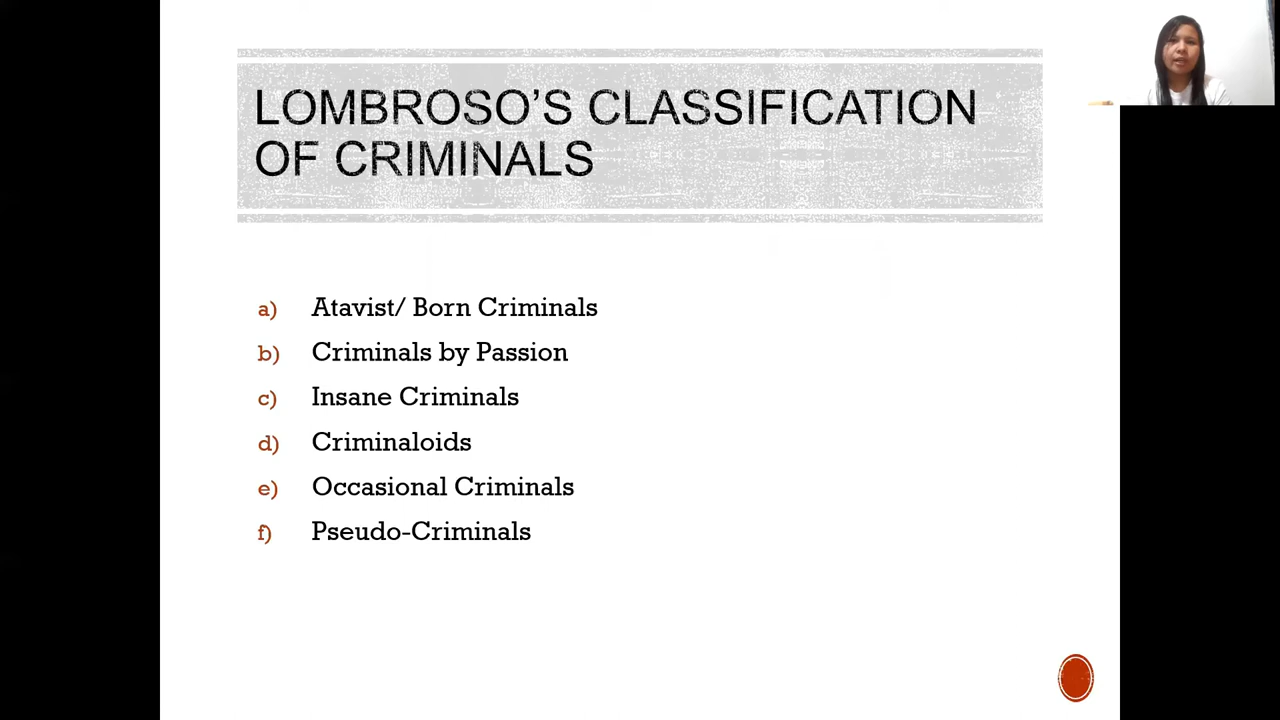 LOMBROSO’S CLASSIFICATION
OF CRIMINALS
a) Atavist/ Born Criminals
b) Criminals by Passion
c) Insane Criminals
d) Criminaloids
e) Occasional Criminals
f) Pseudo-Criminals